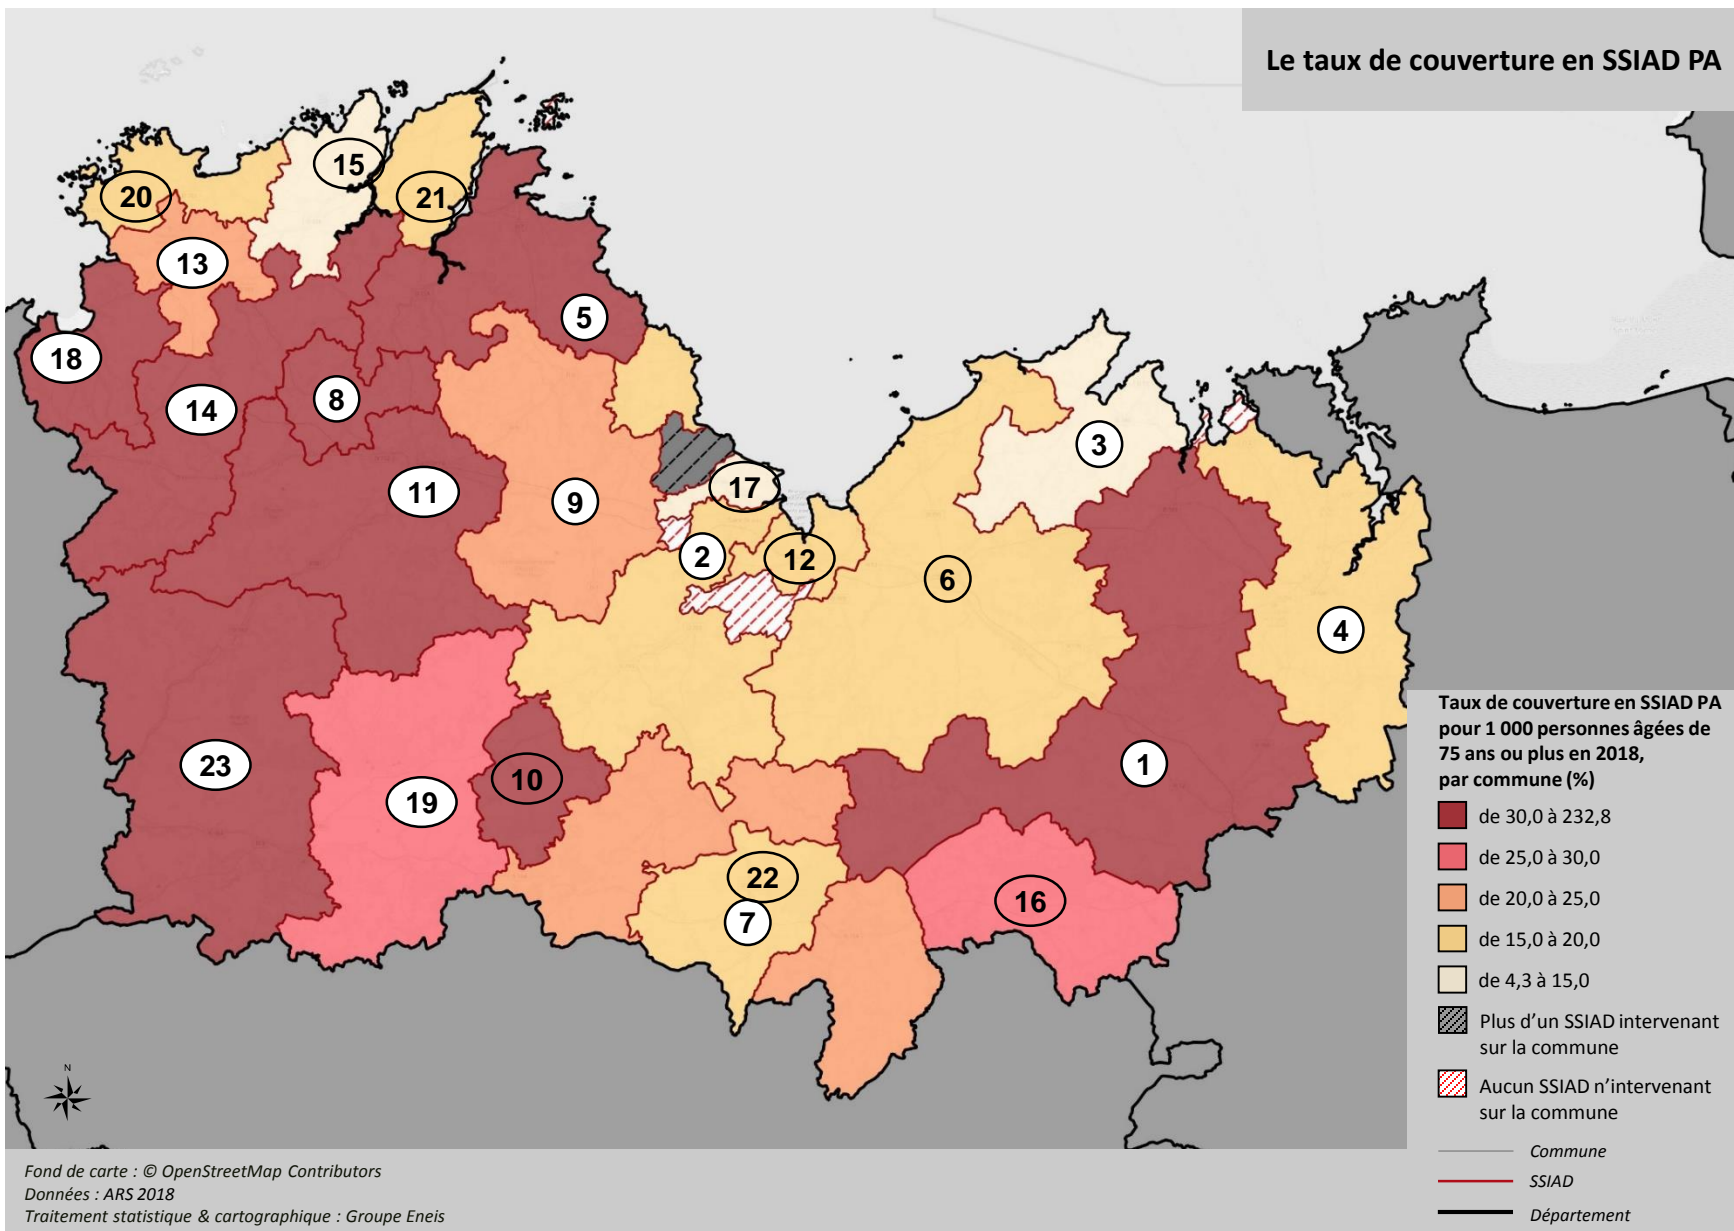 Le taux de couverture en SSIAD PA
15
20
21
13
5
18
8
14
3
11
17
9
2
12
6
4
23
10
1
19
22
16
7
N
Taux de couverture en SSIAD PA
pour 1 000 personnes âgées de
75 ans ou plus en 2018,
par commune (%)
de 30,0 à 232,8
de 25,0 à 30,0
de 20,0 à 25,0
de 15,0 à 20,0
de 4,3 à 15,0
Plus d’un SSIAD intervenant
sur la commune
Aucun SSIAD n’intervenant
sur la commune
Commune
SSIAD
Département
Fond de carte : © OpenStreetMap Contributors
Données : ARS 2018
Traitement statistique & cartographique : Groupe Eneis